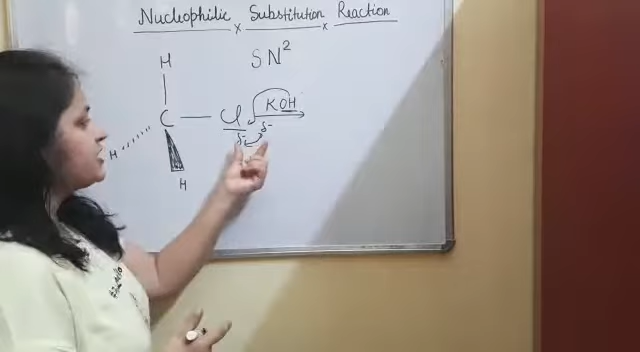 Nucleophilic Substitution Reaction
SN²
H
C — Cl KOH
δ- δ-
H
H